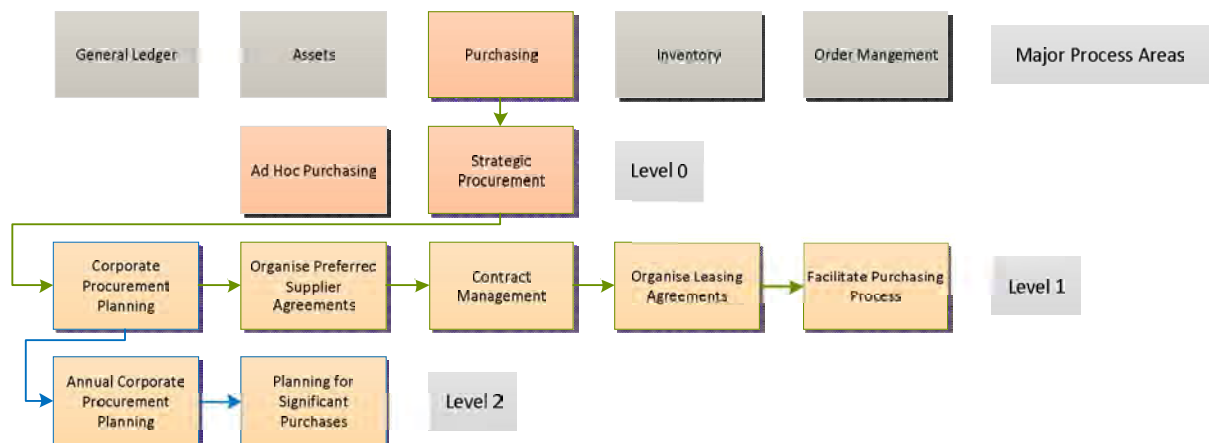 General Ledger
Assets
Purchasing
Inventory
Order Mangement
Major Process Areas
Ad Hoc Purchasing
Strategic
Procurement
Level 0
Corporate
Procurement
Planning
Organise Preferred
Supplier
Agreements
Contract
Management
Organise Leasing
Agreements
Facilitate Purchasing
Process
Level 1
Annual Corporate
Procurement
Planning
Planning for
Significant
Purchases
Level 2